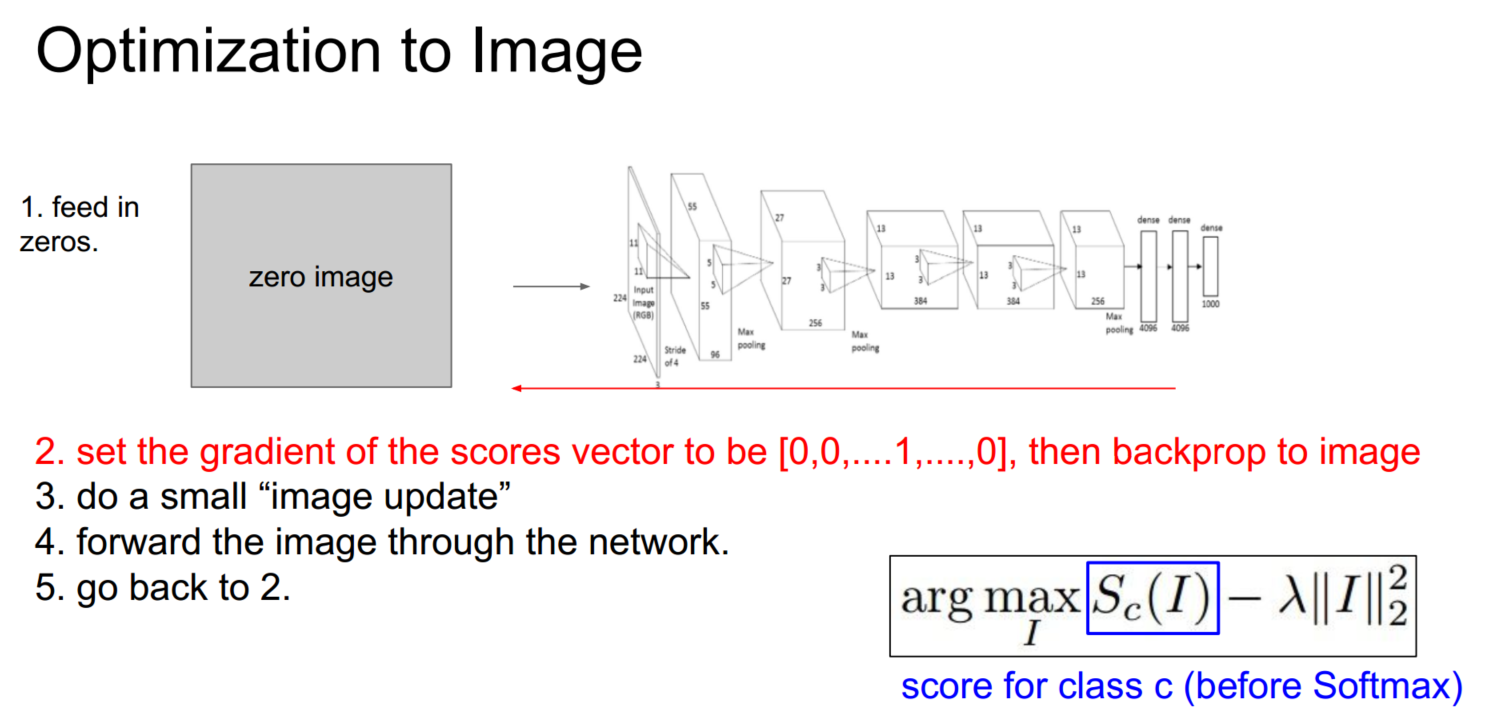 Optimization to Image
1. feed in
zeros.
zero image
11
11
224
Input
Image
(RGB)
224
3
Stride
of 4
55
5
5
55
96
Max
pooling
27
3
3
27
256
Max
pooling
13
3
3
13
384
13
3
3
13
384
13
13
256
Max
pooling
dense
4096
dense
4096
dense
1000
2. set the gradient of the scores vector to be [0,0,....1,....,0], then backprop to image
3. do a small “image update”
4. forward the image through the network.
5. go back to 2.
arg max S_c(I) − λ||I||₂²
I
score for class c (before Softmax)